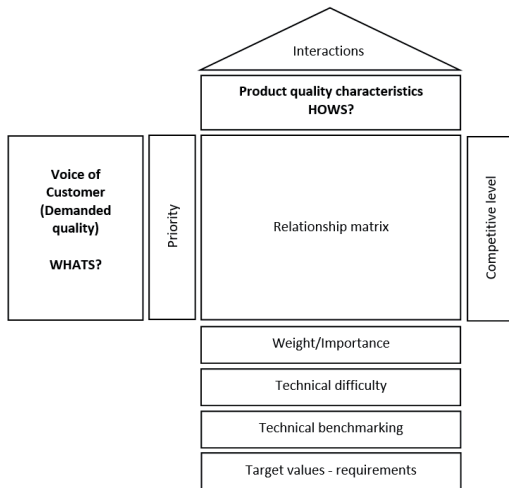 Interactions
Product quality characteristics
HOWS?
Voice of
Customer
(Demanded
quality)
WHATS?
Priority
Relationship matrix
Competitive level
Weight/Importance
Technical difficulty
Technical benchmarking
Target values - requirements